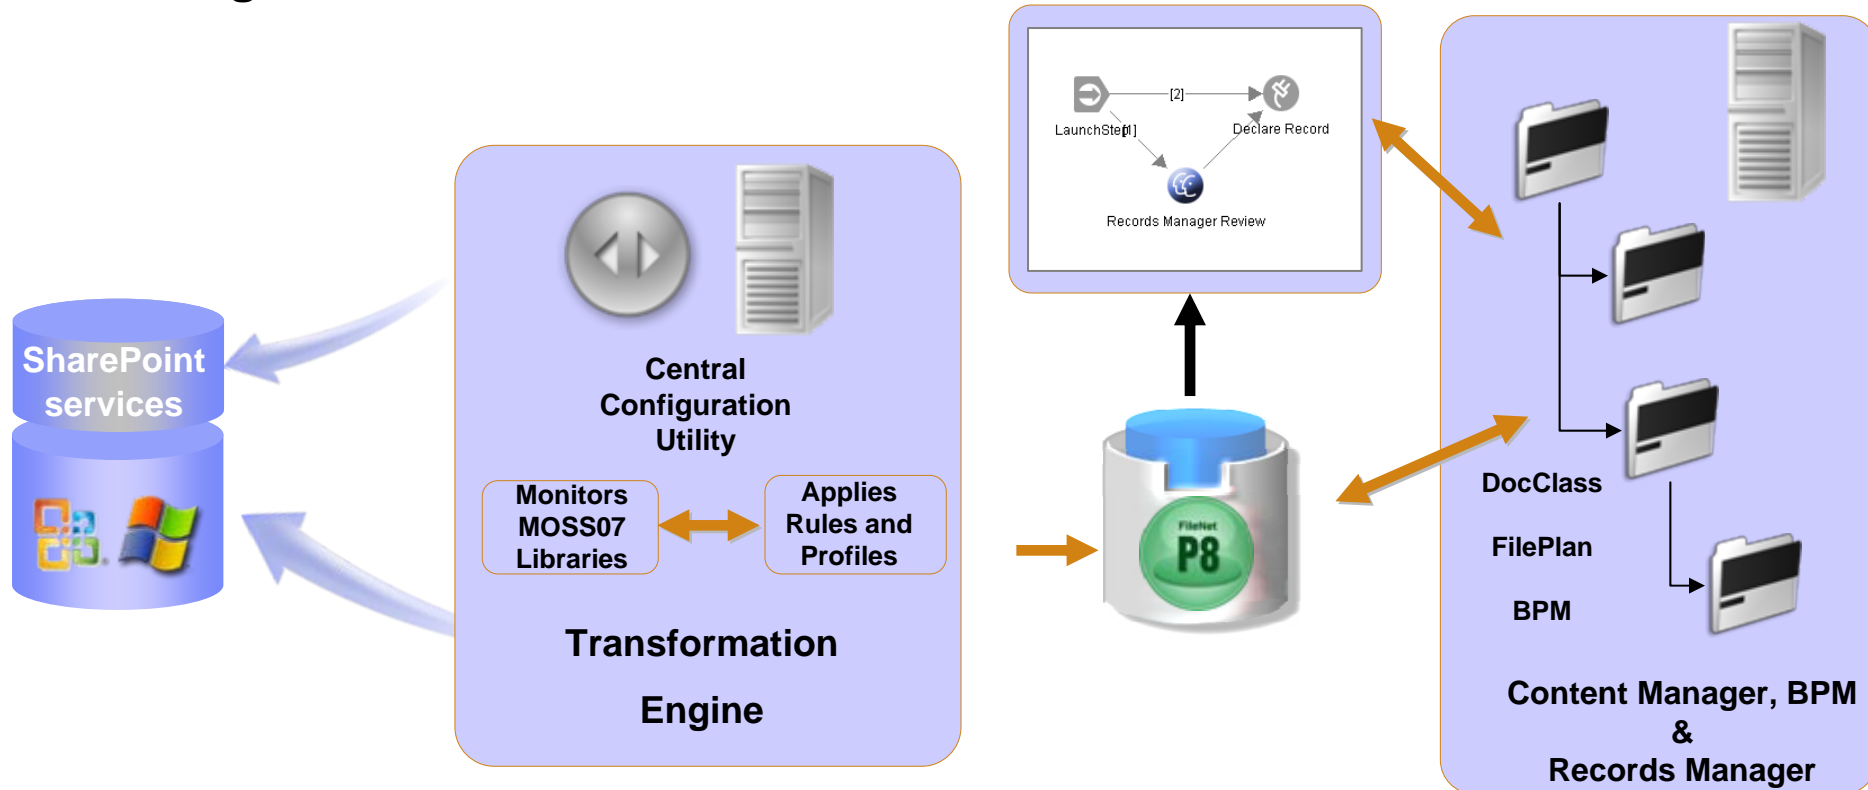 SharePoint
services
Central
Configuration
Utility
Monitors
MOSS07
Libraries
Applies
Rules and
Profiles
Transformation
Engine
[2]
LaunchStep
[1]
Declare Record
Records Manager Review
FileNet
P8
DocClass
FilePlan
BPM
Content Manager, BPM
&
Records Manager